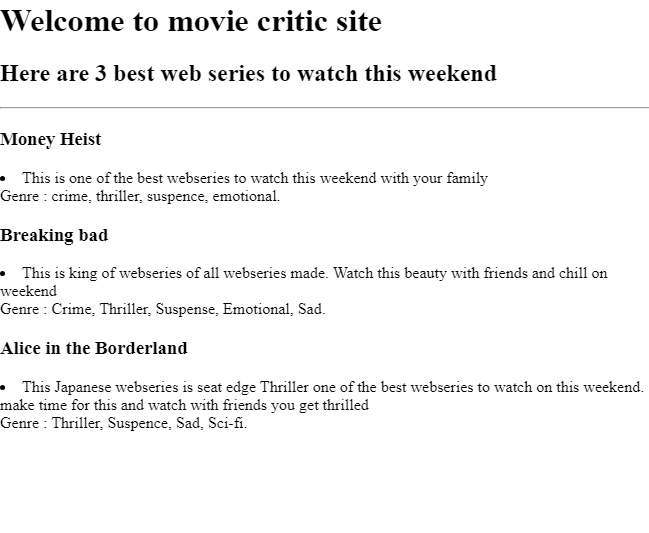 Welcome to movie critic site
Here are 3 best web series to watch this weekend
Money Heist
• This is one of the best webseries to watch this weekend with your family
Genre : crime, thriller, suspence, emotional.
Breaking bad
• This is king of webseries of all webseries made. Watch this beauty with friends and chill on
weekend
Genre : Crime, Thriller, Suspense, Emotional, Sad.
Alice in the Borderland
• This Japanese webseries is seat edge Thriller one of the best webseries to watch on this weekend.
make time for this and watch with friends you get thrilled
Genre : Thriller, Suspence, Sad, Sci-fi.